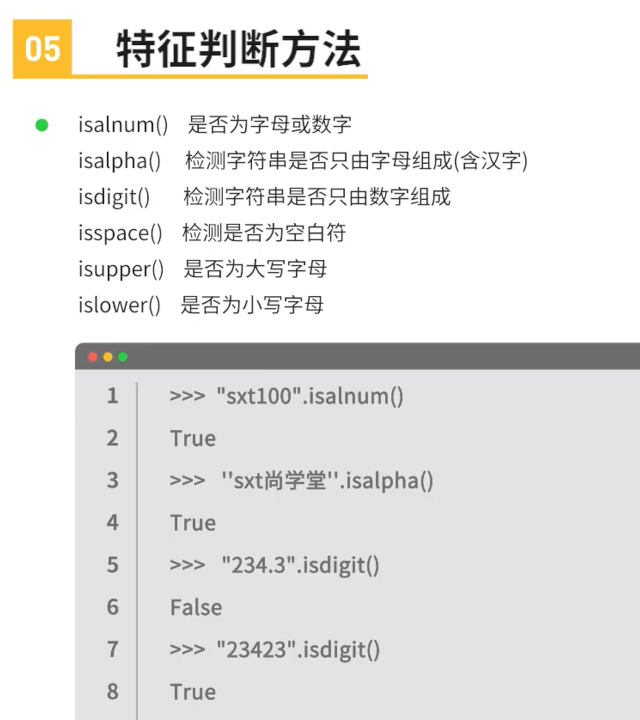 05 特征判断方法
isalnum() 是否为字母或数字
isalpha() 检测字符串是否只由字母组成(含汉字)
isdigit() 检测字符串是否只由数字组成
isspace() 检测是否为空白符
isupper() 是否为大写字母
islower() 是否为小写字母
1 >>> "sxt100".isalnum()
2 True
3 >>> ''sxt尚学堂''.isalpha()
4 True
5 >>> "234.3".isdigit()
6 False
7 >>> "23423".isdigit()
8 True